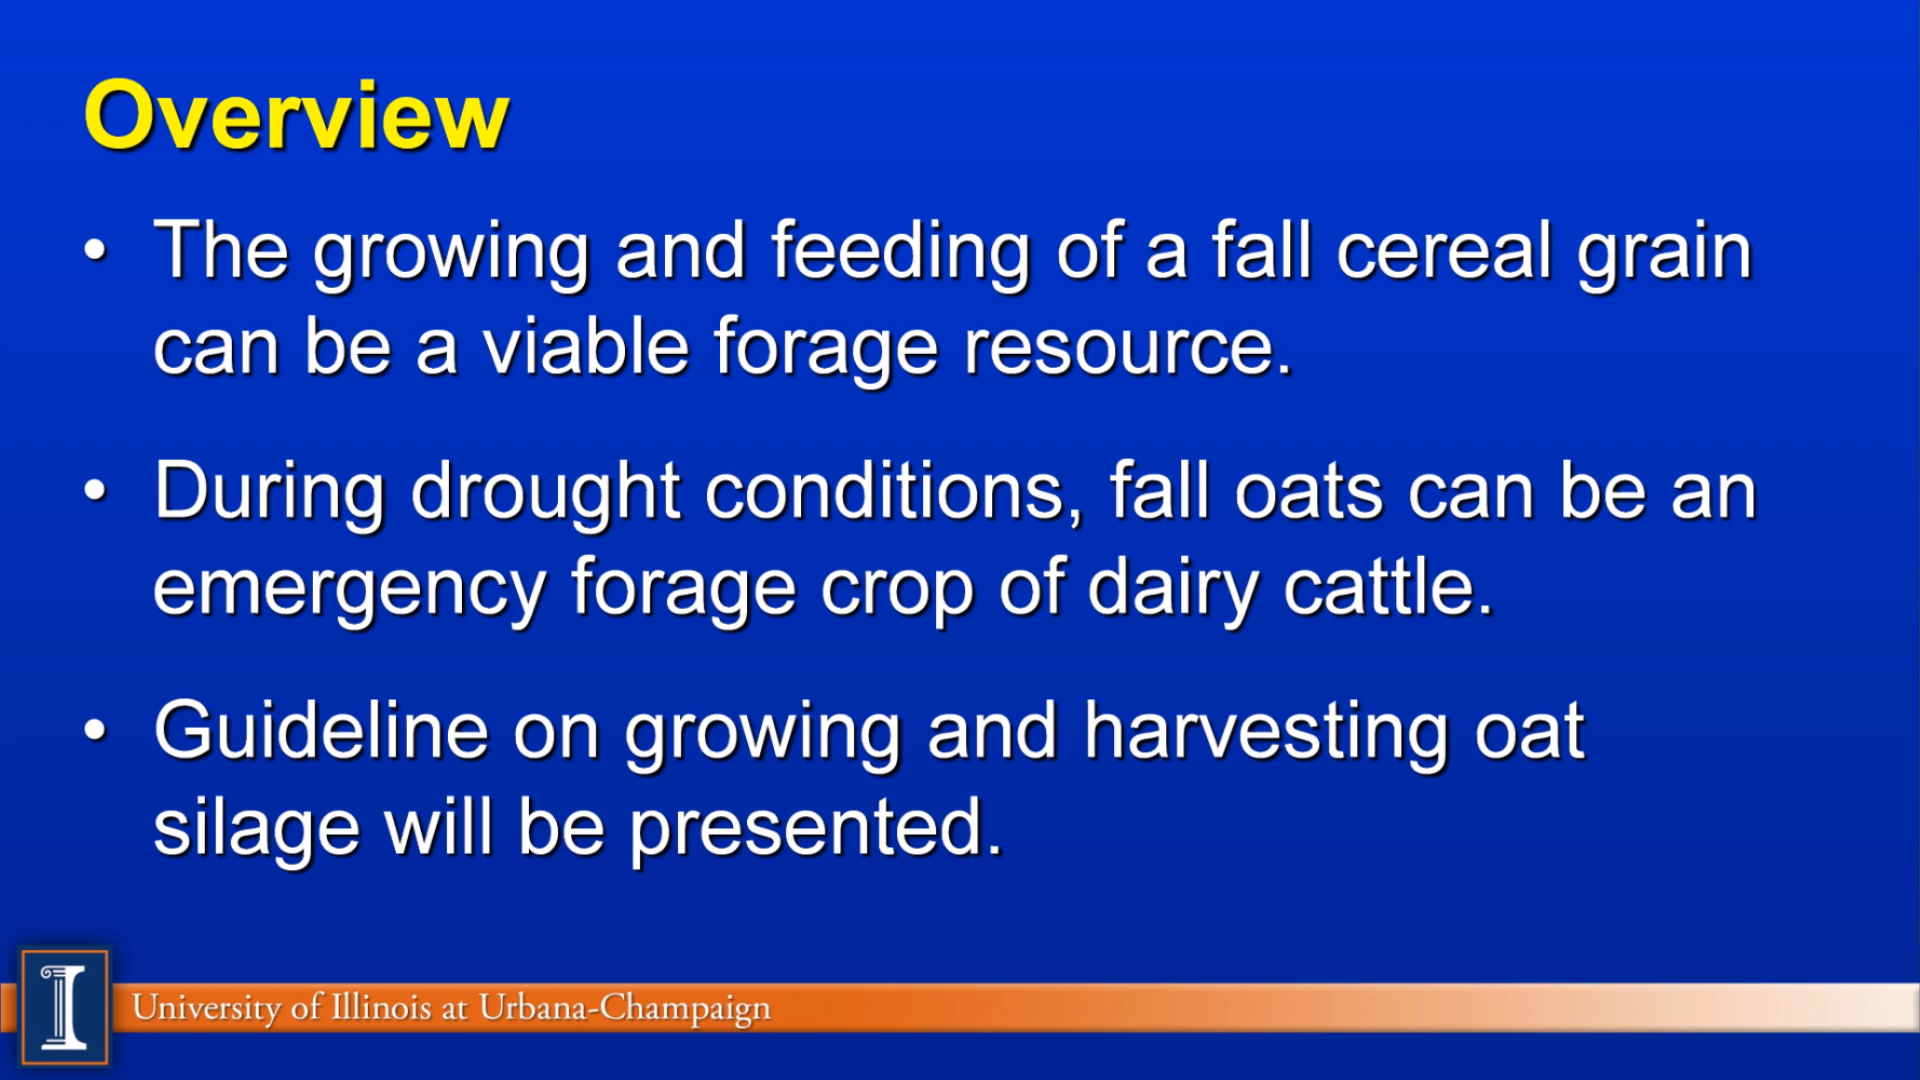 Overview
• The growing and feeding of a fall cereal grain
can be a viable forage resource.
• During drought conditions, fall oats can be an
emergency forage crop of dairy cattle.
• Guideline on growing and harvesting oat
silage will be presented.
I
University of Illinois at Urbana-Champaign